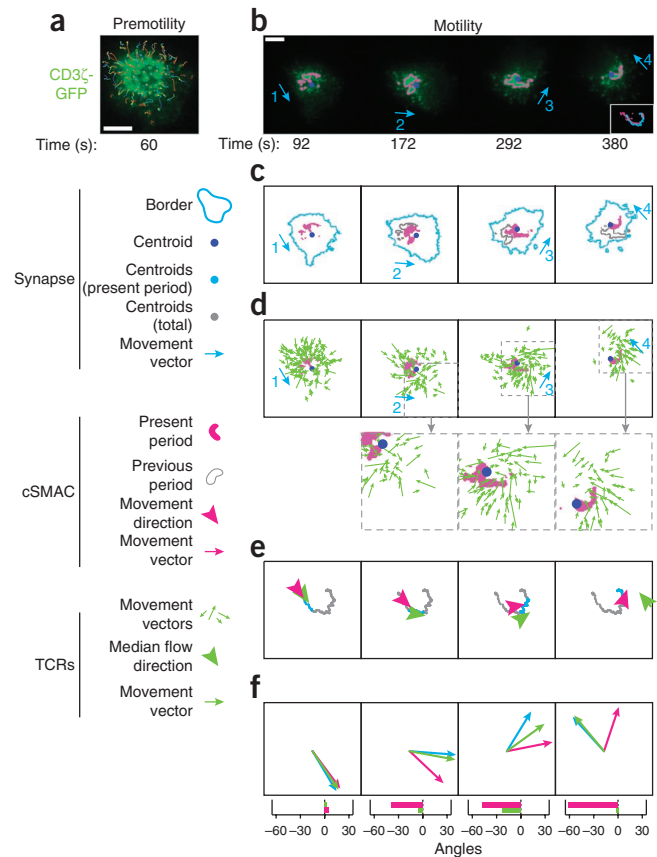 a
Premotility
b
Motility
CD3ζ-
GFP
1
2
3
4
Time (s):
60
Time (s):
92
172
292
380
c
Synapse
Border
Centroid
Centroids
(present period)
Centroids
(total)
Movement
vector
1
2
3
4
d
1
2
3
4
cSMAC
Present
period
Previous
period
Movement
direction
Movement
vector
e
TCRs
Movement
vectors
Median flow
direction
Movement
vector
f
–60 –30 0 30
–60 –30 0 30
–60 –30 0 30
–60 –30 0 30
Angles